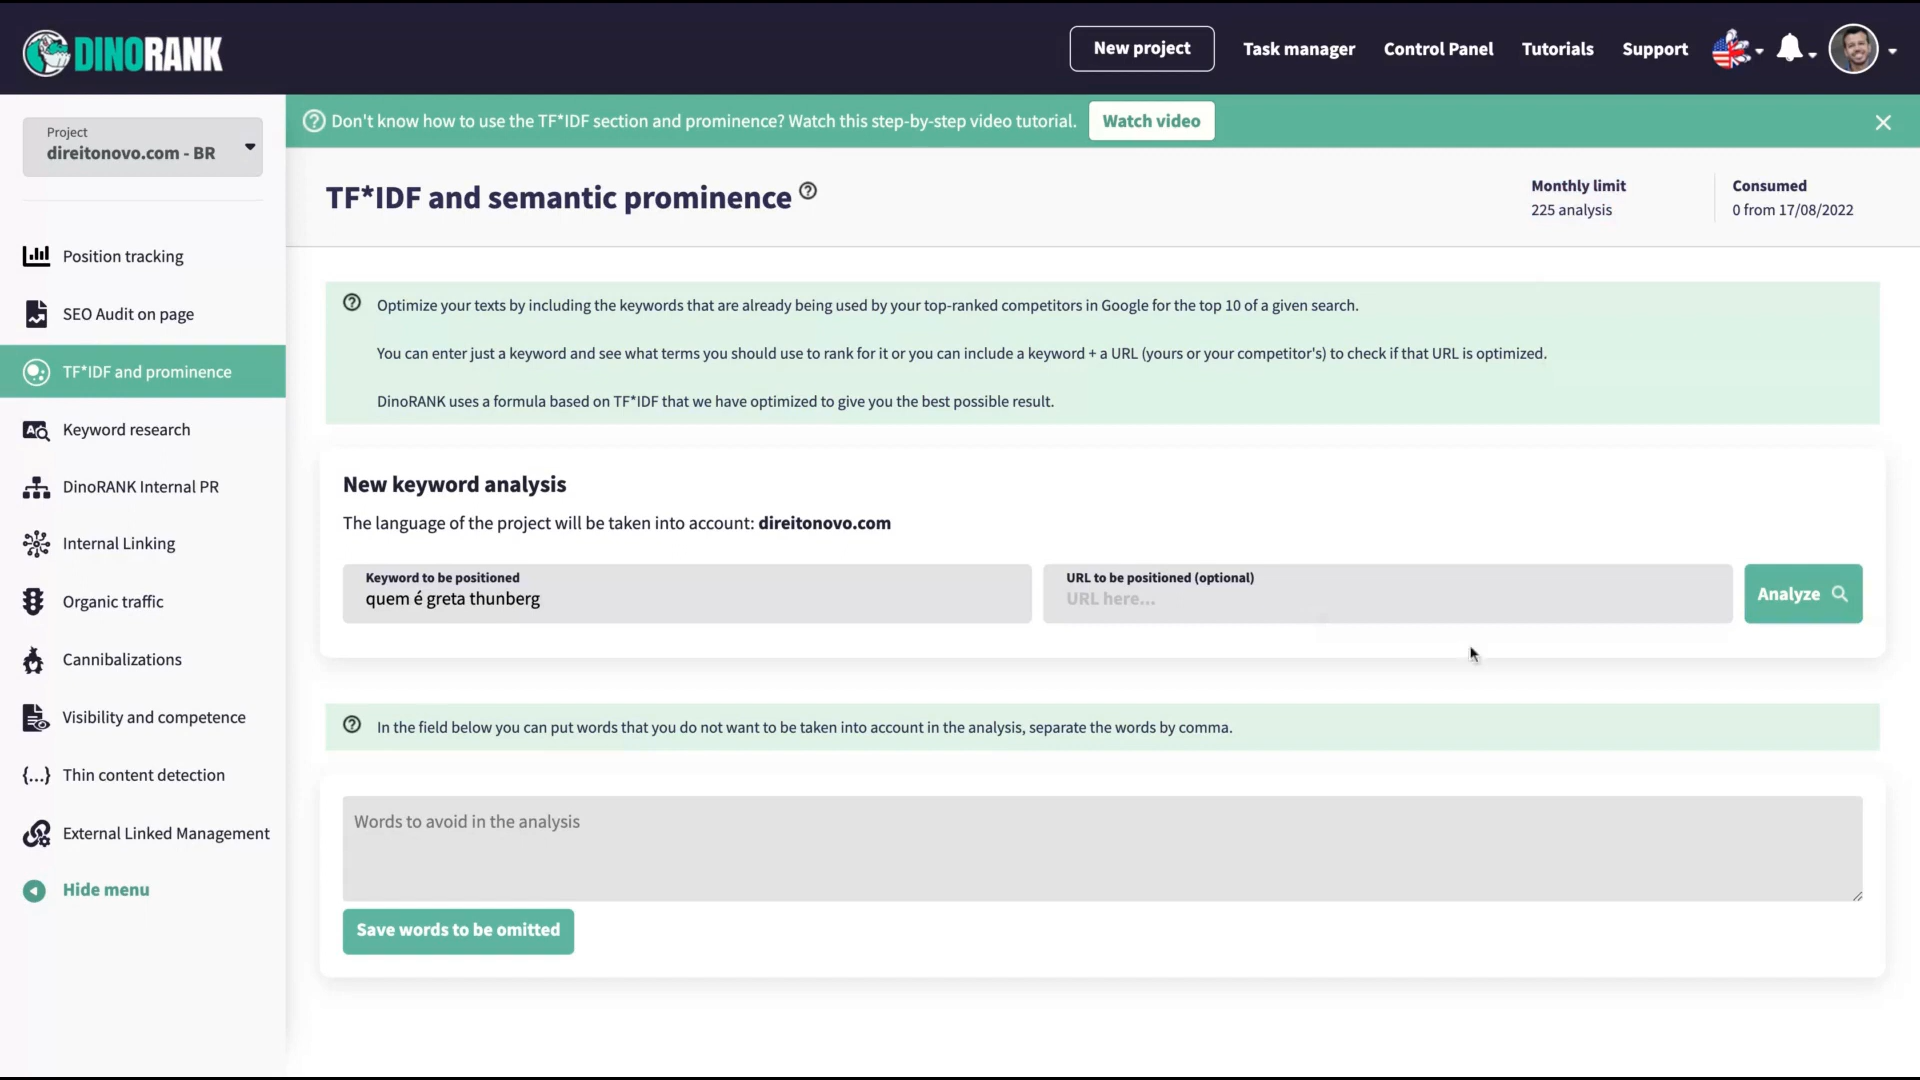 DINORANK
New project
Task manager
Control Panel
Tutorials
Support
Project
direitonovo.com - BR
Don't know how to use the TF*IDF section and prominence? Watch this step-by-step video tutorial.
Watch video
TF*IDF and semantic prominence
Monthly limit
225 analysis
Consumed
0 from 17/08/2022
Position tracking
SEO Audit on page
TF*IDF and prominence
Keyword research
DinoRANK Internal PR
Internal Linking
Organic traffic
Cannibalizations
Visibility and competence
Thin content detection
External Linked Management
Hide menu
Optimize your texts by including the keywords that are already being used by your top-ranked competitors in Google for the top 10 of a given search.
You can enter just a keyword and see what terms you should use to rank for it or you can include a keyword + a URL (yours or your competitor's) to check if that URL is optimized.
DinoRANK uses a formula based on TF*IDF that we have optimized to give you the best possible result.
New keyword analysis
The language of the project will be taken into account: direitonovo.com
Keyword to be positioned
quem é greta thunberg
URL to be positioned (optional)
URL here...
Analyze
In the field below you can put words that you do not want to be taken into account in the analysis, separate the words by comma.
Words to avoid in the analysis
Save words to be omitted